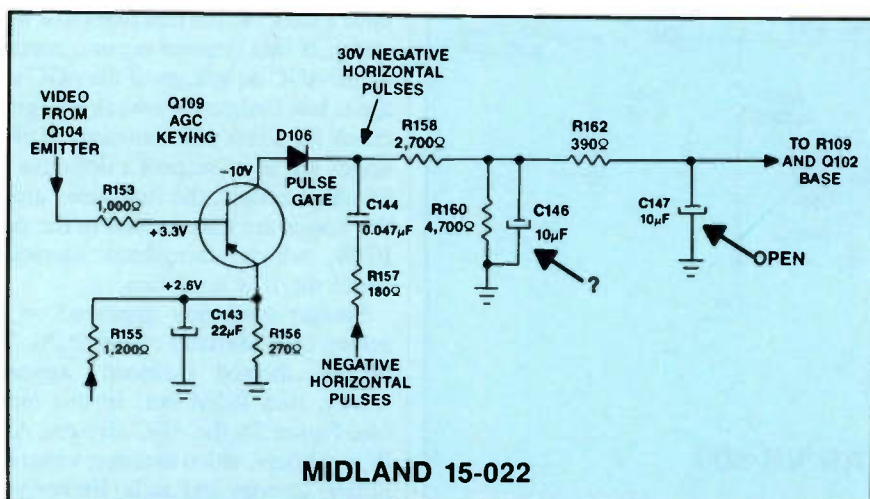 30V NEGATIVE
HORIZONTAL
PULSES
VIDEO
FROM
Q104
EMITTER
Q109
AGC
KEYING
D106
R158
2,700Ω
R162
390Ω
TO R109
AND Q102
BASE
−10V
PULSE
GATE
R153
1,000Ω
+3.3V
C144
0.047µF
R160
4,700Ω
C146
10µF
C147
10µF
OPEN
?
+2.6V
R157
180Ω
C143
22µF
R155
1,200Ω
R156
270Ω
NEGATIVE
HORIZONTAL
PULSES
MIDLAND 15-022